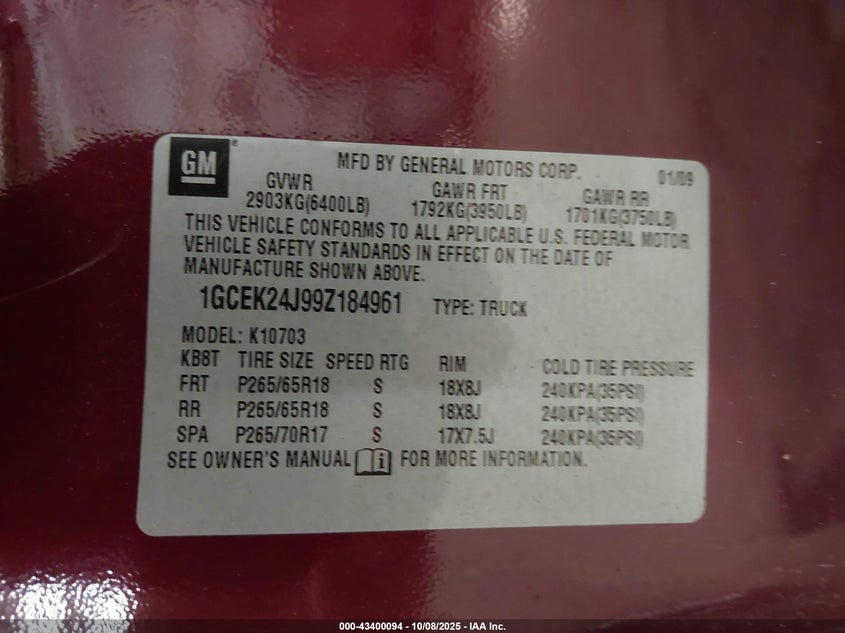 GM
®
MFD BY GENERAL MOTORS CORP. 01/09
GVWR GAWR FRT GAWR RR
2903KG(6400LB) 1792KG(3950LB) 1701KG(3750LB)
THIS VEHICLE CONFORMS TO ALL APPLICABLE U.S. FEDERAL MOTOR
VEHICLE SAFETY STANDARDS IN EFFECT ON THE DATE OF
MANUFACTURE SHOWN ABOVE.
1GCEK24J99Z184961 TYPE: TRUCK
MODEL: K10703
KB8T TIRE SIZE SPEED RTG RIM COLD TIRE PRESSURE
FRT P265/65R18 S 18X8J 240KPA(35PSI)
RR P265/65R18 S 18X8J 240KPA(35PSI)
SPA P265/70R17 S 17X7.5J 240KPA(35PSI)
SEE OWNER'S MANUAL i FOR MORE INFORMATION.
000-43400094 - 10/08/2025 - IAA Inc.